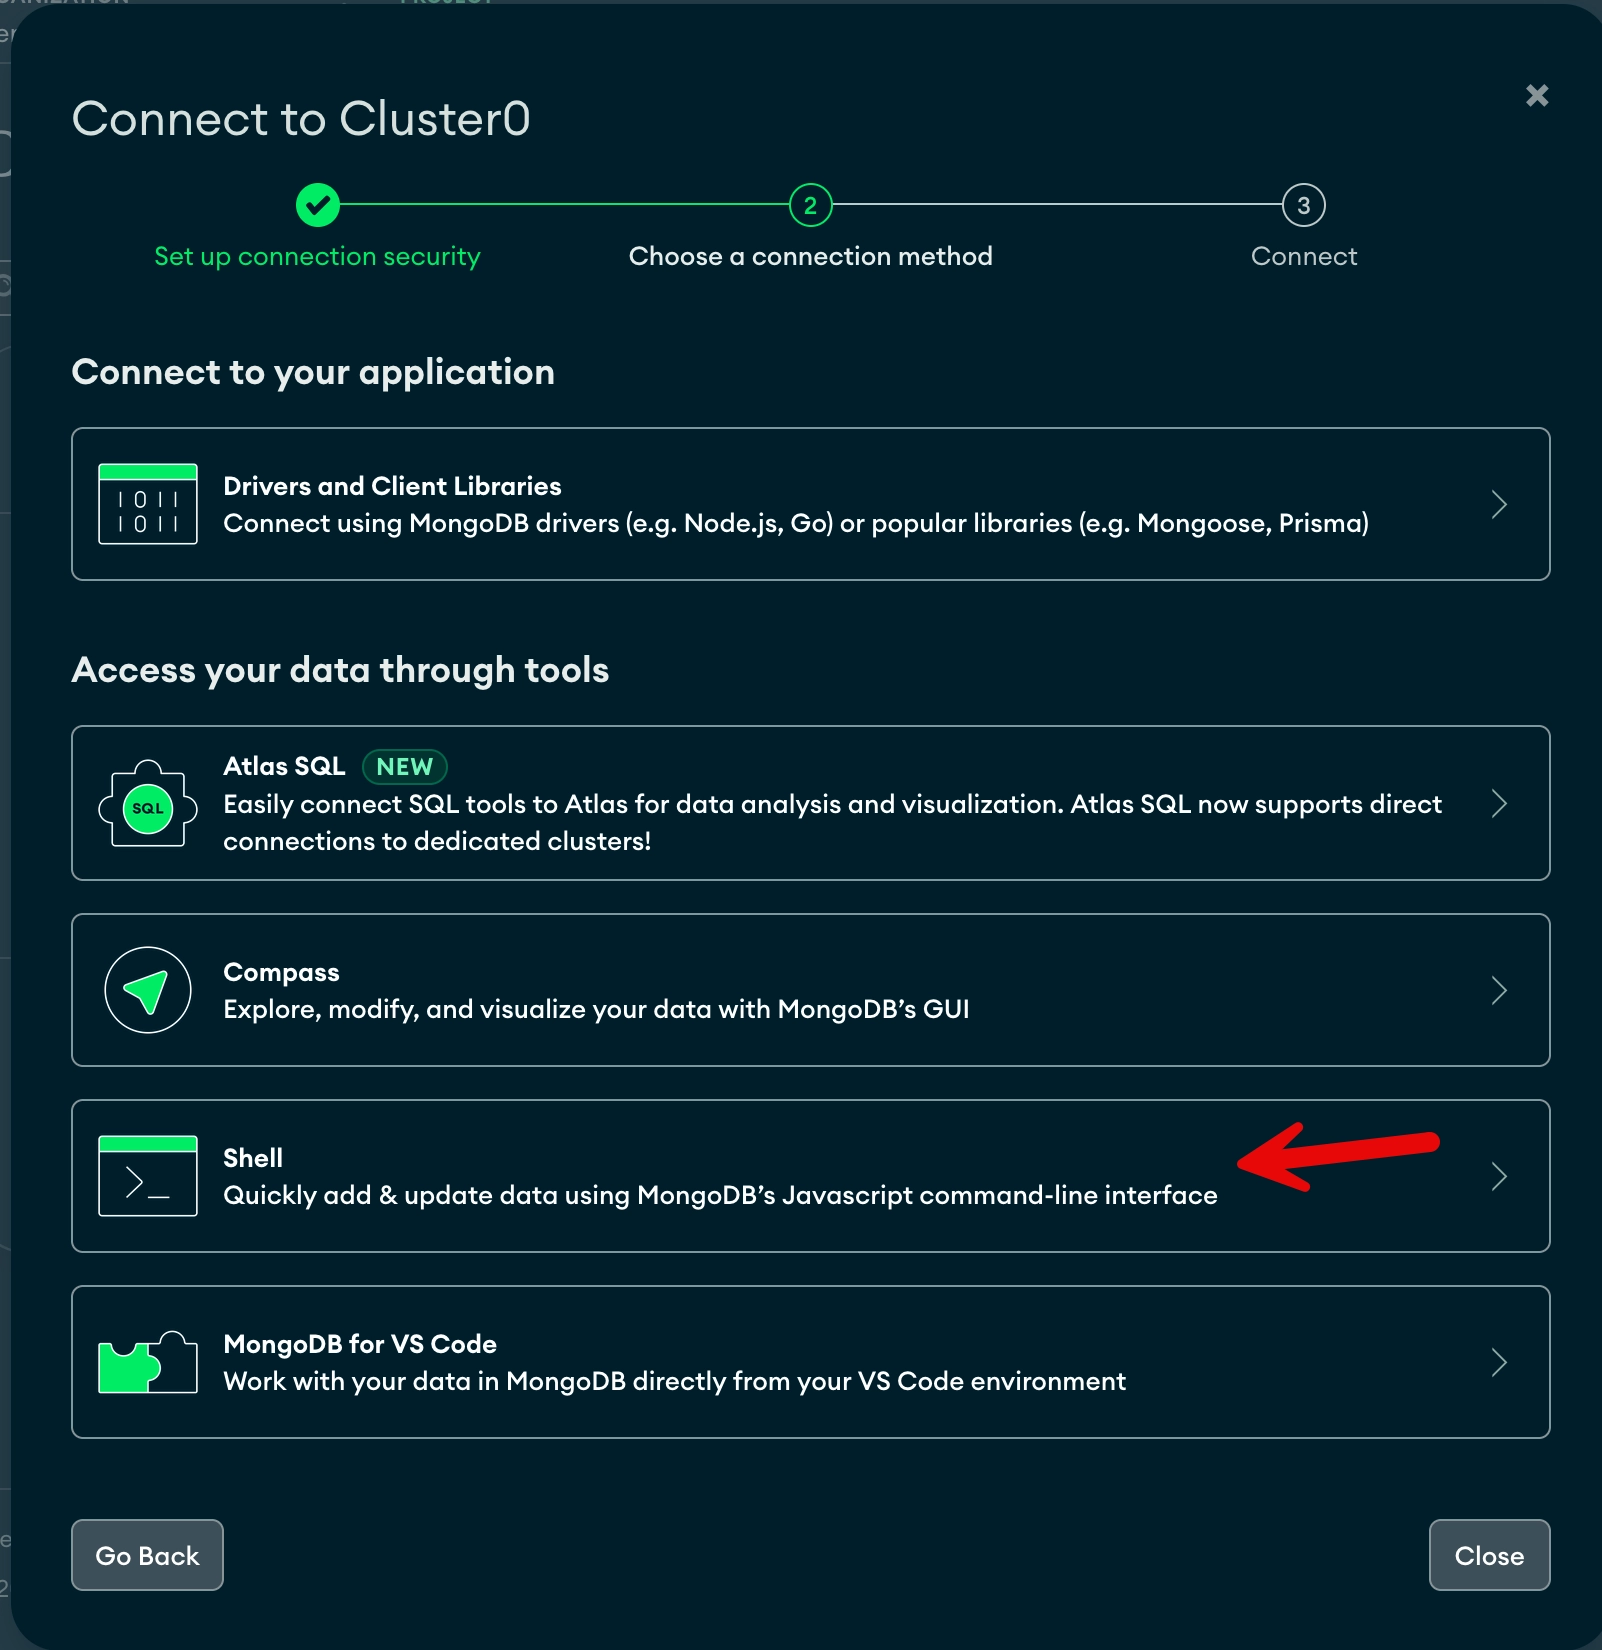 PROJECT
Connect to Cluster0
2
3
Set up connection security
Choose a connection method
Connect
Connect to your application
1011
1011
Drivers and Client Libraries
Connect using MongoDB drivers (e.g. Node.js, Go) or popular libraries (e.g. Mongoose, Prisma)
Access your data through tools
SQL
Atlas SQL NEW
Easily connect SQL tools to Atlas for data analysis and visualization. Atlas SQL now supports direct
connections to dedicated clusters!
Compass
Explore, modify, and visualize your data with MongoDB’s GUI
Shell
Quickly add & update data using MongoDB’s Javascript command-line interface
MongoDB for VS Code
Work with your data in MongoDB directly from your VS Code environment
Go Back
Close